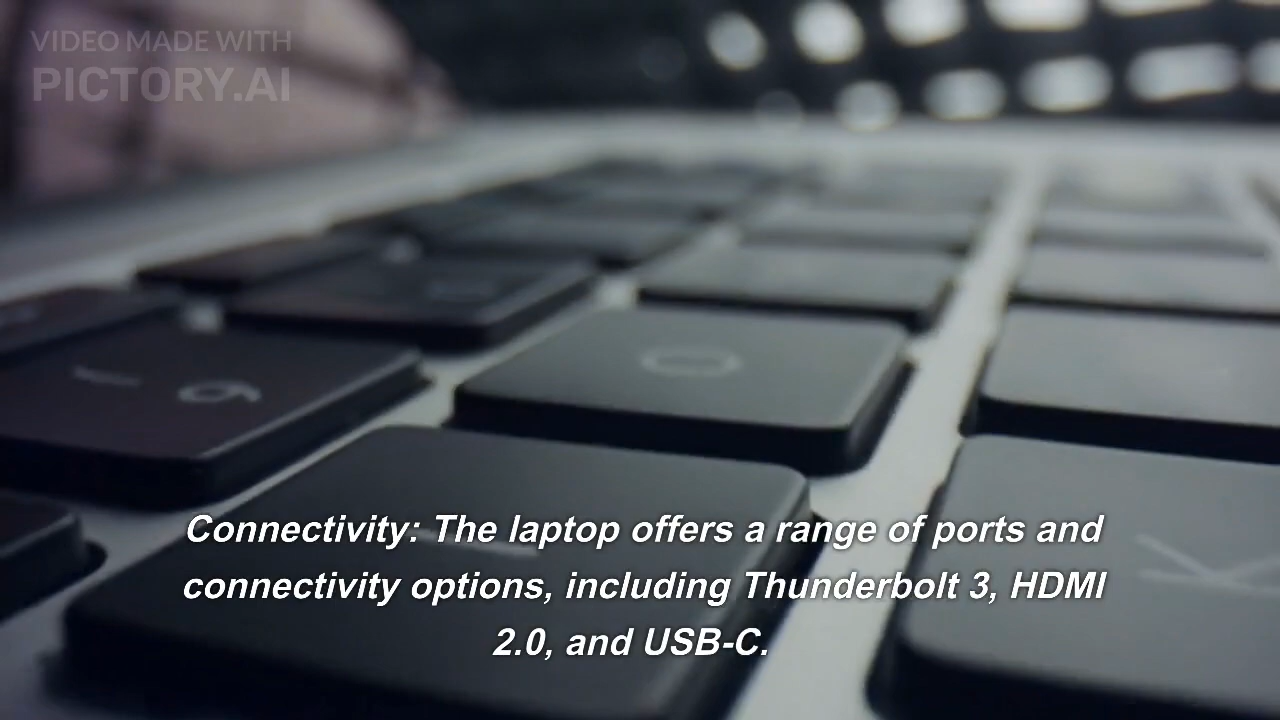 VIDEO MADE WITH
PICTORY.AI
Connectivity: The laptop offers a range of ports and
connectivity options, including Thunderbolt 3, HDMI
2.0, and USB-C.